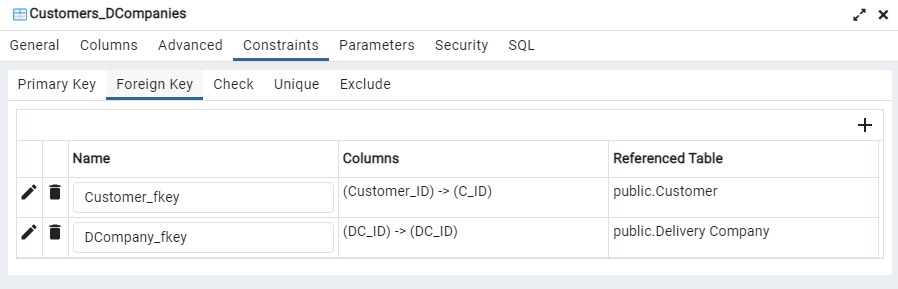 Customers_DCompanies
General Columns Advanced Constraints Parameters Security SQL
Primary Key Foreign Key Check Unique Exclude
Name Columns Referenced Table
Customer_fkey (Customer_ID) -> (C_ID) public.Customer
DCompany_fkey (DC_ID) -> (DC_ID) public.Delivery Company